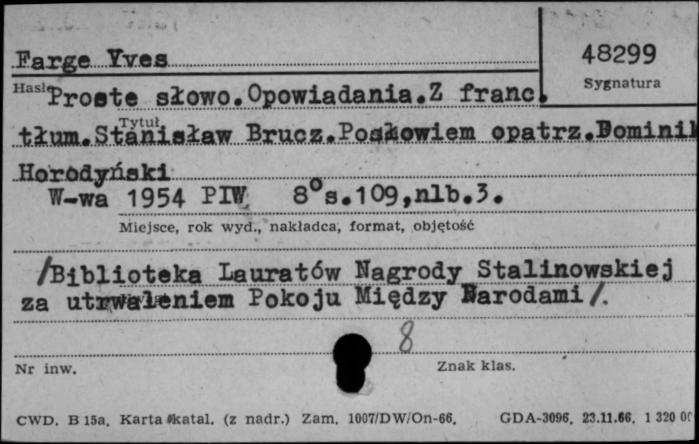 Farge Yves
48299
Hasło
Sygnatura
Proste słowo.Opowiadania.Z franc.
Tytuł
tłum.Stanisław Brucz.Posłowiem opatrz.Dominik
Horodyński
W-wa 1954 PIW 8° s.109,nlb.3.
Miejsce, rok wyd., nakładca, format, objętość
/Biblioteka Lauratów Nagrody Stalinowskiej
za utrwaleniem Pokoju Między Narodami/.
8
Nr inw.
Znak klas.
CWD. B 15a. Karta katal. (z nadr.) Zam. 1007/DW/On-66. GDA-3096. 23.11.66. 1 320 00